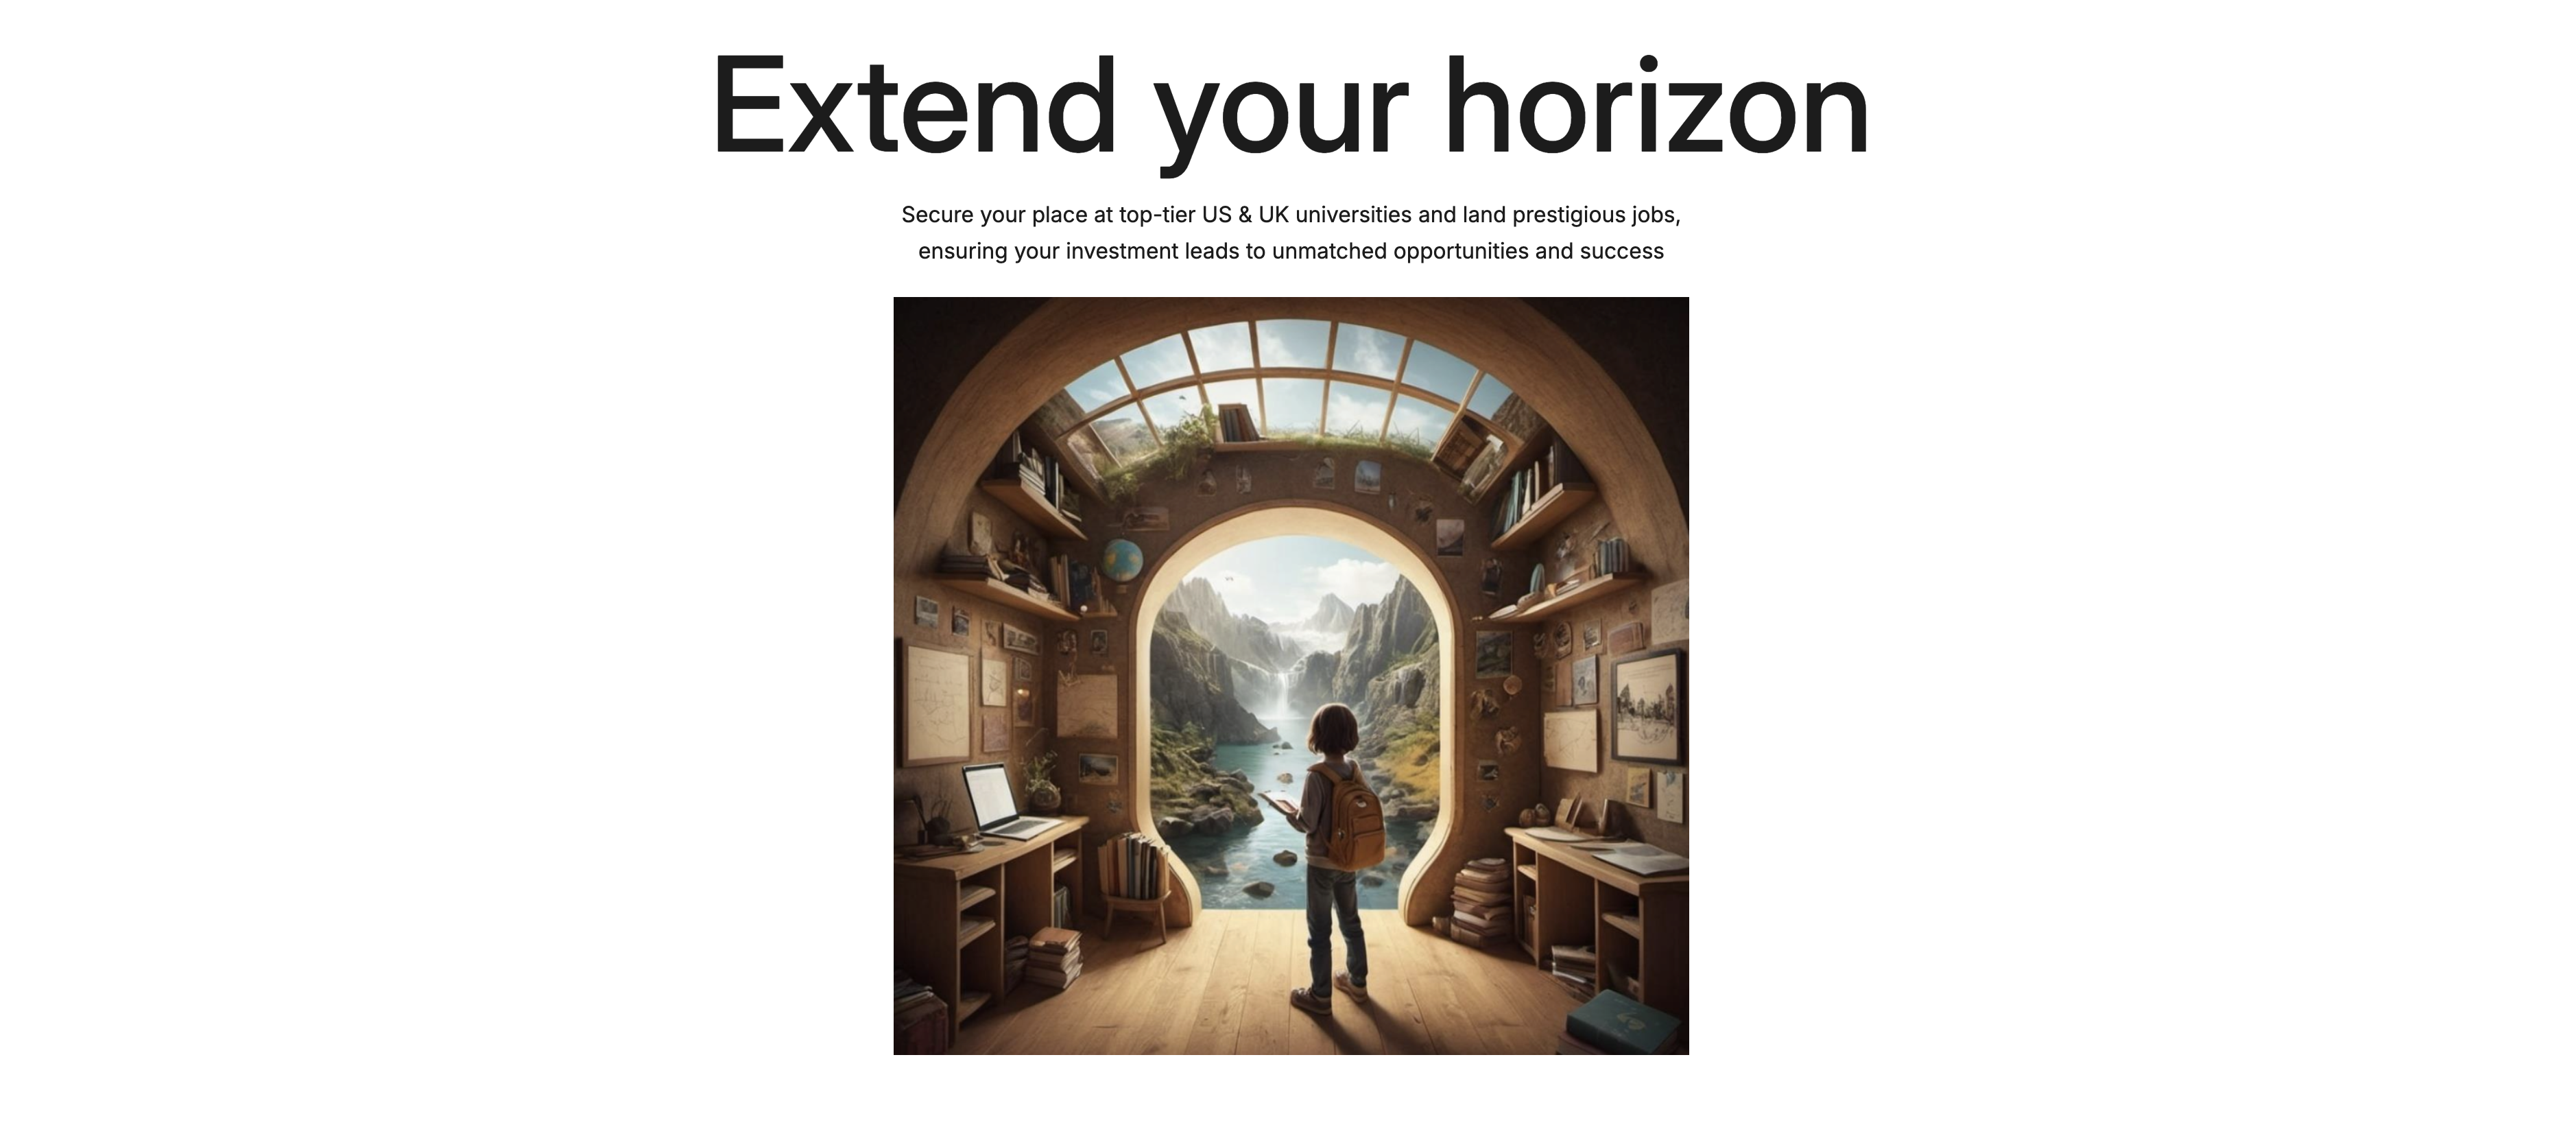 Extend your horizon
Secure your place at top-tier US & UK universities and land prestigious jobs,
ensuring your investment leads to unmatched opportunities and success